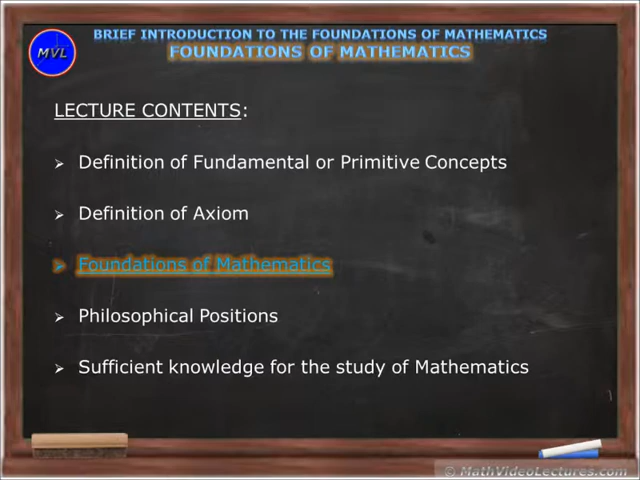 BRIEF INTRODUCTION TO THE FOUNDATIONS OF MATHEMATICS
FOUNDATIONS OF MATHEMATICS
MVL
LECTURE CONTENTS:
➢ Definition of Fundamental or Primitive Concepts
➢ Definition of Axiom
➢ Foundations of Mathematics
➢ Philosophical Positions
➢ Sufficient knowledge for the study of Mathematics
© MathVideoLectures.com